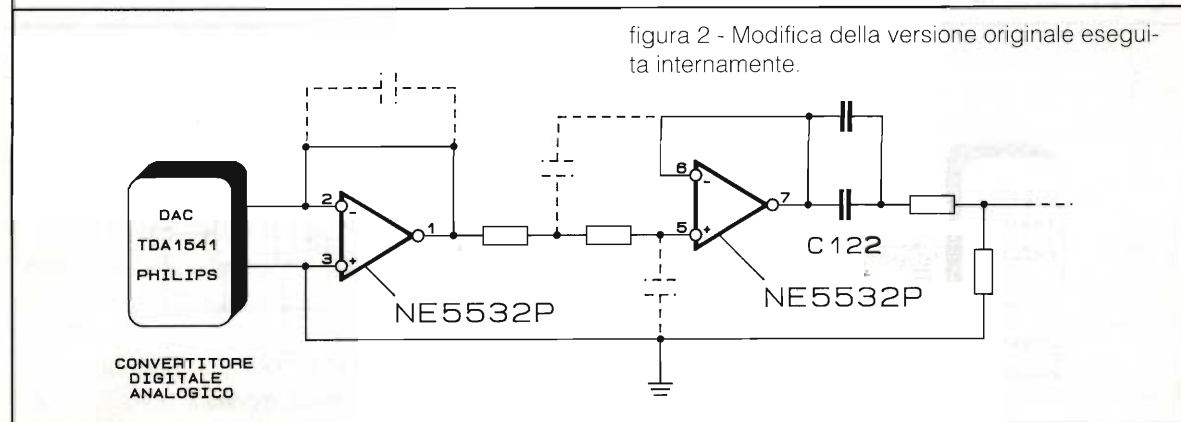 figura 2 - Modifica della versione originale esegui-
ta internamente.
DAC
TDA1541
PHILIPS
CONVERTITORE
DIGITALE
ANALOGICO
2
-
3
+
1
NE5532P
6
-
5
+
7
NE5532P
C122